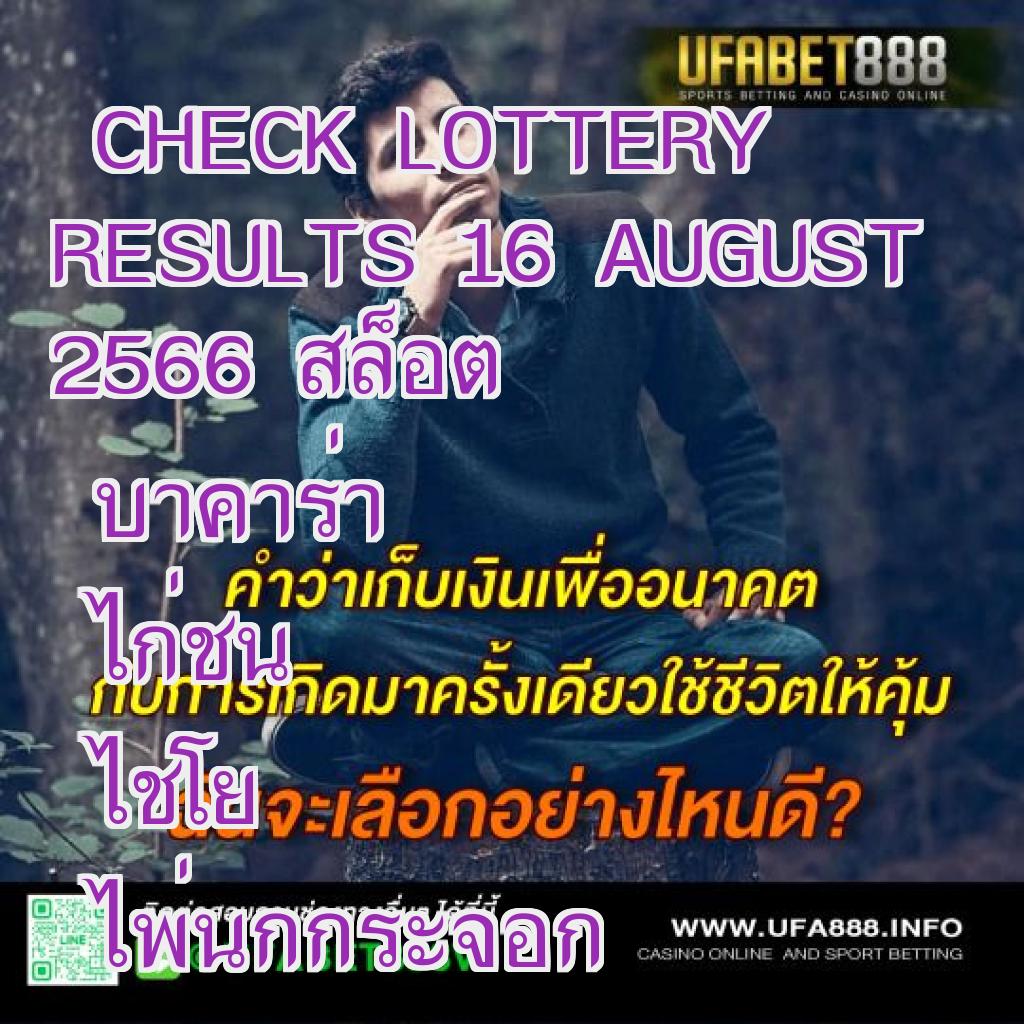 UFABET888
SPORTS BETTING AND CASINO ONLINE
CHECK LOTTERY
RESULTS 16 AUGUST
2566 สล็อต
บาคาร่า
คำว่าเก็บเงินเพื่ออนาคต
ไก่ชน
กับการเกิดมาครั้งเดียวใช้ชีวิตให้คุ้ม
ไชโย
จะเลือกอย่างไหนดี?
ไพ่นกกระจอก
LINE
WWW.UFA888.INFO
CASINO ONLINE AND SPORT BETTING